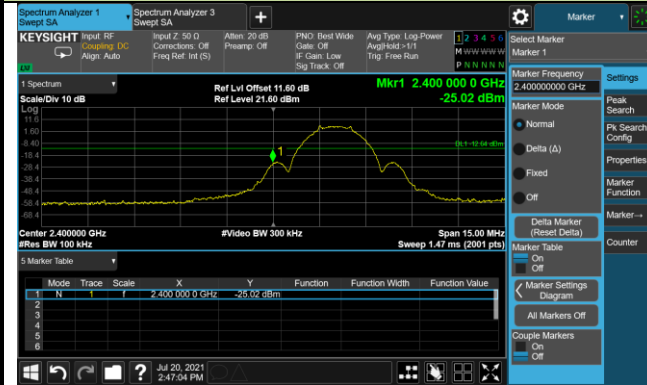 Spectrum Analyzer 1
Swept SA
Spectrum Analyzer 3
Swept SA
+
Marker
KEYSIGHT
Input: RF
Coupling: DC
Align: Auto
Input Z: 50 Ω
Corrections: Off
Freq Ref: Int (S)
Atten: 20 dB
Preamp: Off
PNO: Best Wide
Gate: Off
IF Gain: Low
Sig Track: Off
Avg Type: Log-Power
Avg|Hold:>1/1
Trig: Free Run
1 2 3 4 5 6
M W W W W W
P N N N N N
LXI
Select Marker
Marker 1
1 Spectrum
Scale/Div 10 dB
Ref Lvl Offset 11.60 dB
Ref Level 21.60 dBm
Mkr1 2.400 000 0 GHz
-25.02 dBm
Log
11.6
1.60
-8.40
-18.4
-28.4
-38.4
-48.4
-58.4
-68.4
1
DL1 -12.64 dBm
Center 2.400000 GHz
#Res BW 100 kHz
#Video BW 300 kHz
Span 15.00 MHz
Sweep 1.47 ms (2001 pts)
5 Marker Table
Mode Trace Scale X Y Function Function Width Function Value
1 N 1 f 2.400 000 0 GHz -25.02 dBm
2
3
4
5
6
Marker Frequency
2.400000000 GHz
Marker Mode
Normal
Delta (Δ)
Fixed
Off
Delta Marker
(Reset Delta)
Marker Table
On
Off
Marker Settings
Diagram
All Markers Off
Couple Markers
On
Off
Settings
Peak
Search
Pk Search
Config
Properties
Marker
Function
Marker→
Counter
?
Jul 20, 2021
2:47:04 PM